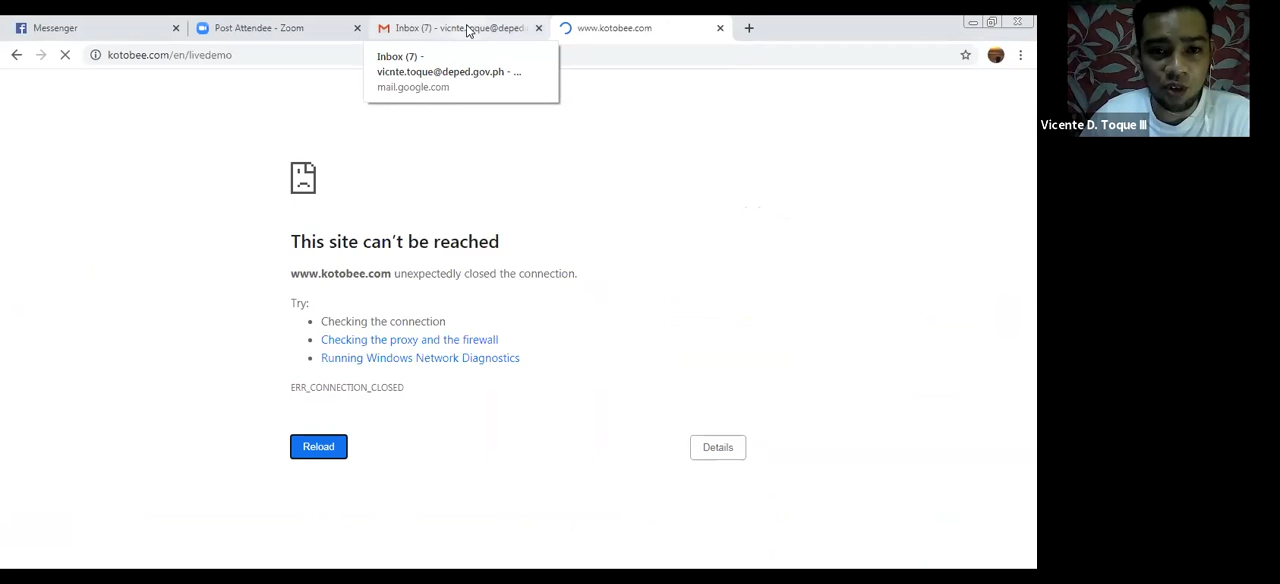 Messenger
Post Attendee - Zoom
Inbox (7) - vicnte.toque@deped.
www.kotobee.com
kotobee.com/en/livedemo
Inbox (7) -
vicnte.toque@deped.gov.ph - ...
mail.google.com
Vicente D. Toque III
This site can't be reached
www.kotobee.com unexpectedly closed the connection.
Try:
Checking the connection
Checking the proxy and the firewall
Running Windows Network Diagnostics
ERR_CONNECTION_CLOSED
Reload
Details